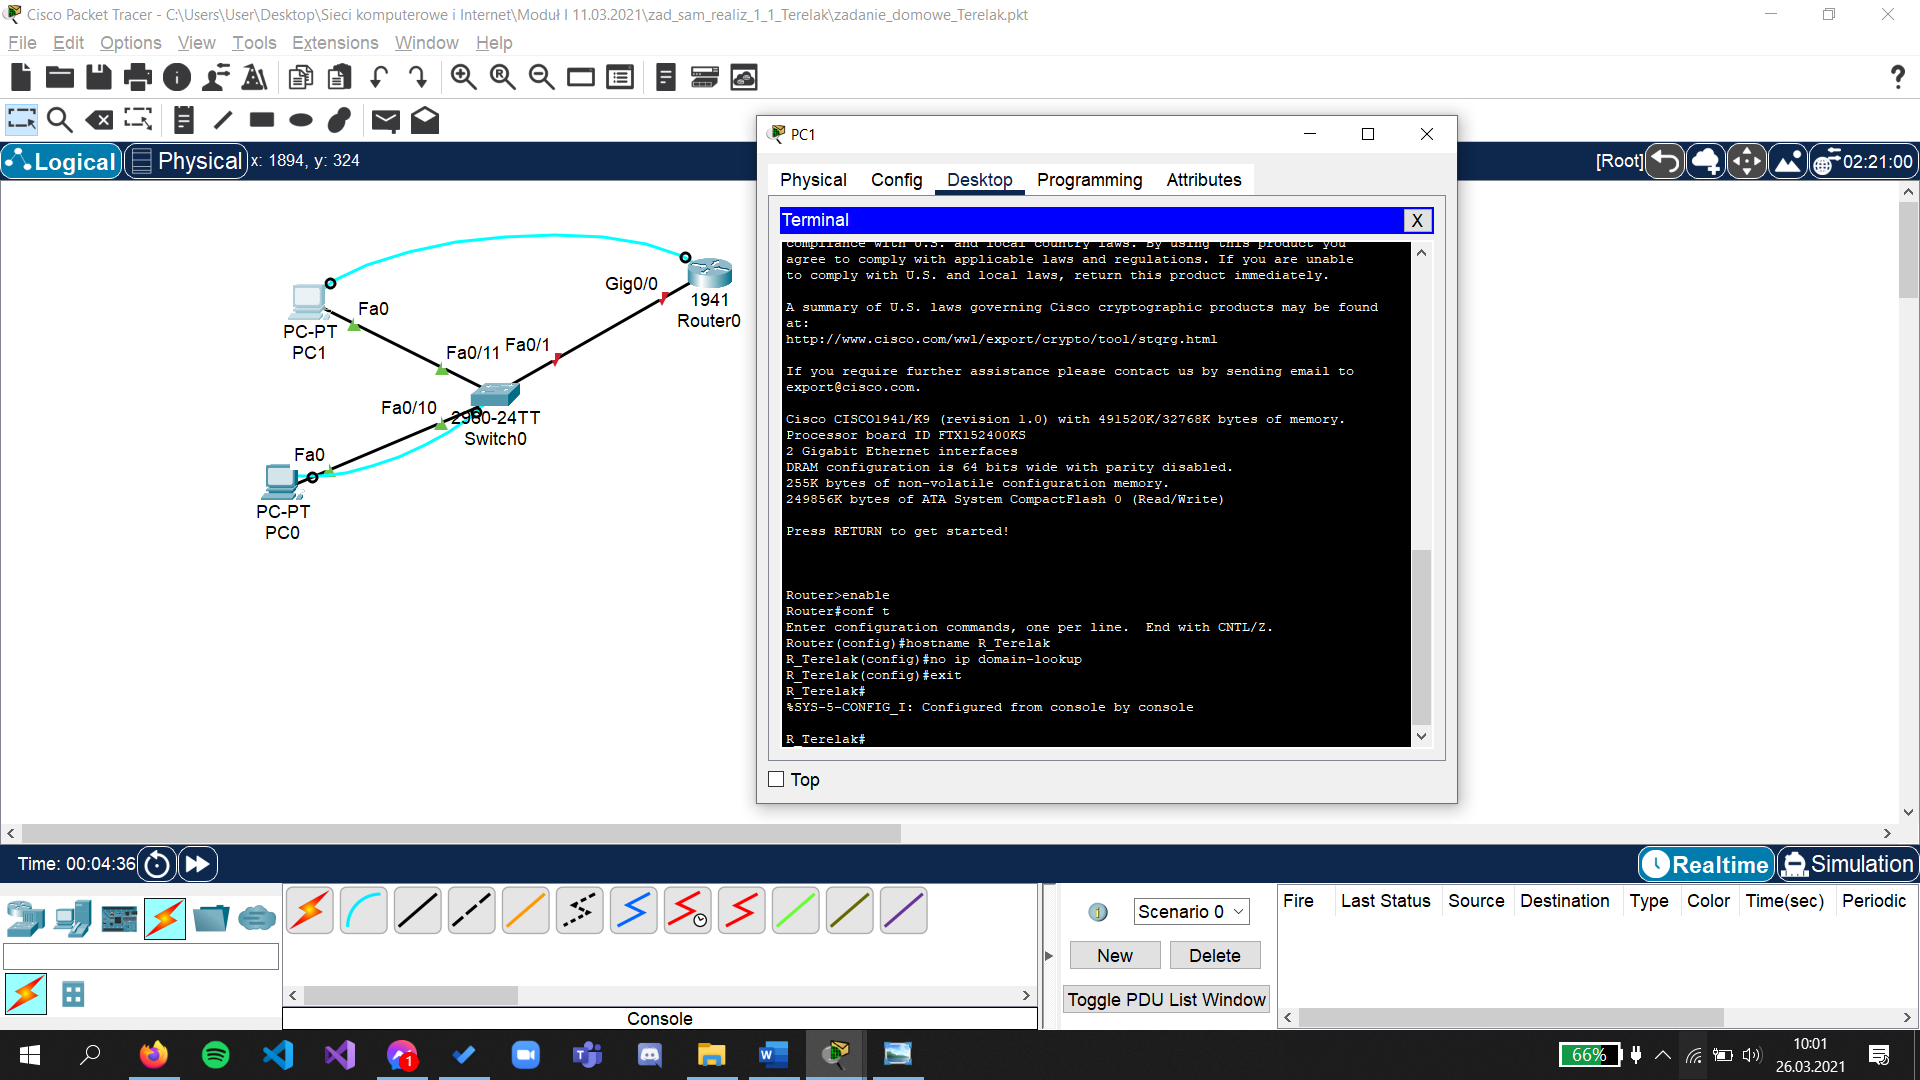 Cisco Packet Tracer - C:\Users\User\Desktop\Sieci komputerowe i Internet\Moduł I 11.03.2021\zad_sam_realiz_1_1_Terelak\zadanie_domowe_Terelak.pkt
File Edit Options View Tools Extensions Window Help
Logical Physical x: 1894, y: 324
[Root] 02:21:00
Gig0/0
1941
Router0
Fa0
PC-PT
PC1
Fa0/11 Fa0/1
Fa0/10 2960-24TT
Switch0
Fa0
PC-PT
PC0
PC1
Physical Config Desktop Programming Attributes
Terminal X
compliance with U.S. and local country laws. By using this product you
agree to comply with applicable laws and regulations. If you are unable
to comply with U.S. and local laws, return this product immediately.
A summary of U.S. laws governing Cisco cryptographic products may be found
at:
http://www.cisco.com/wwl/export/crypto/tool/stqrg.html
If you require further assistance please contact us by sending email to
export@cisco.com.
Cisco CISCO1941/K9 (revision 1.0) with 491520K/32768K bytes of memory.
Processor board ID FTX152400KS
2 Gigabit Ethernet interfaces
DRAM configuration is 64 bits wide with parity disabled.
255K bytes of non-volatile configuration memory.
249856K bytes of ATA System CompactFlash 0 (Read/Write)
Press RETURN to get started!
Router>enable
Router#conf t
Enter configuration commands, one per line.  End with CNTL/Z.
Router(config)#hostname R_Terelak
R_Terelak(config)#no ip domain-lookup
R_Terelak(config)#exit
R_Terelak#
%SYS-5-CONFIG_I: Configured from console by console
R_Terelak#
Top
Time: 00:04:36
Realtime Simulation
Scenario 0
New Delete
Toggle PDU List Window
Fire Last Status Source Destination Type Color Time(sec) Periodic
Console
1
66%
10:01
26.03.2021